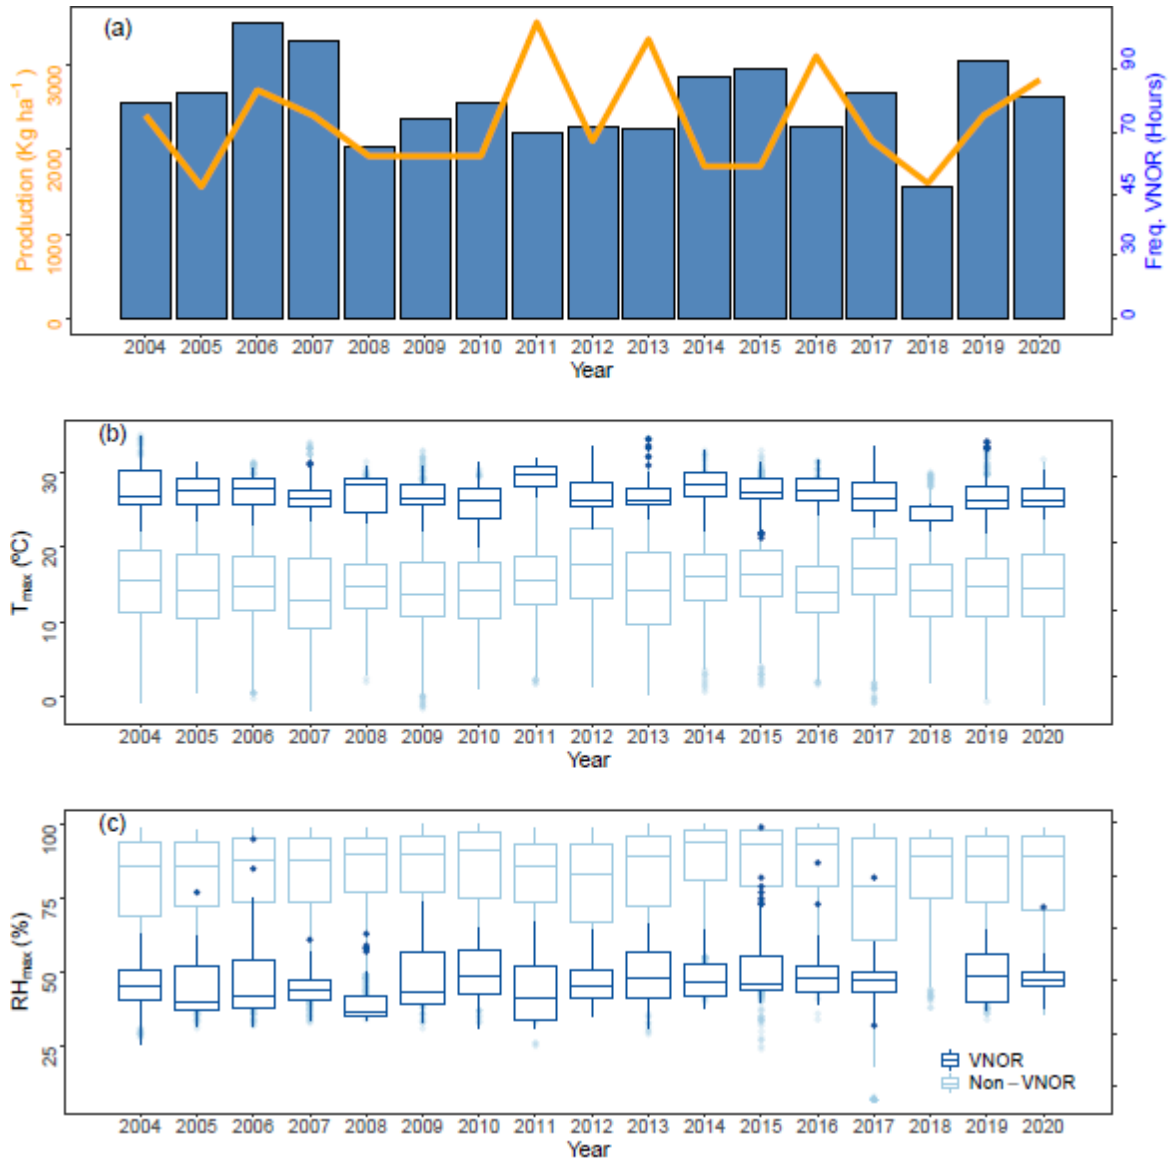 (a)
Production (Kg ha⁻¹)
0 1000 2000 3000
Freq. VNOR (Hours)
0 30 45 70 90
2004 2005 2006 2007 2008 2009 2010 2011 2012 2013 2014 2015 2016 2017 2018 2019 2020
Year
(b)
Tmax (ºC)
0 10 20 30
2004 2005 2006 2007 2008 2009 2010 2011 2012 2013 2014 2015 2016 2017 2018 2019 2020
Year
(c)
RHmax (%)
25 50 75 100
VNOR
Non – VNOR
2004 2005 2006 2007 2008 2009 2010 2011 2012 2013 2014 2015 2016 2017 2018 2019 2020
Year